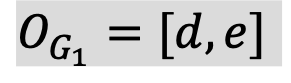 O_{G_1} = [d, e]